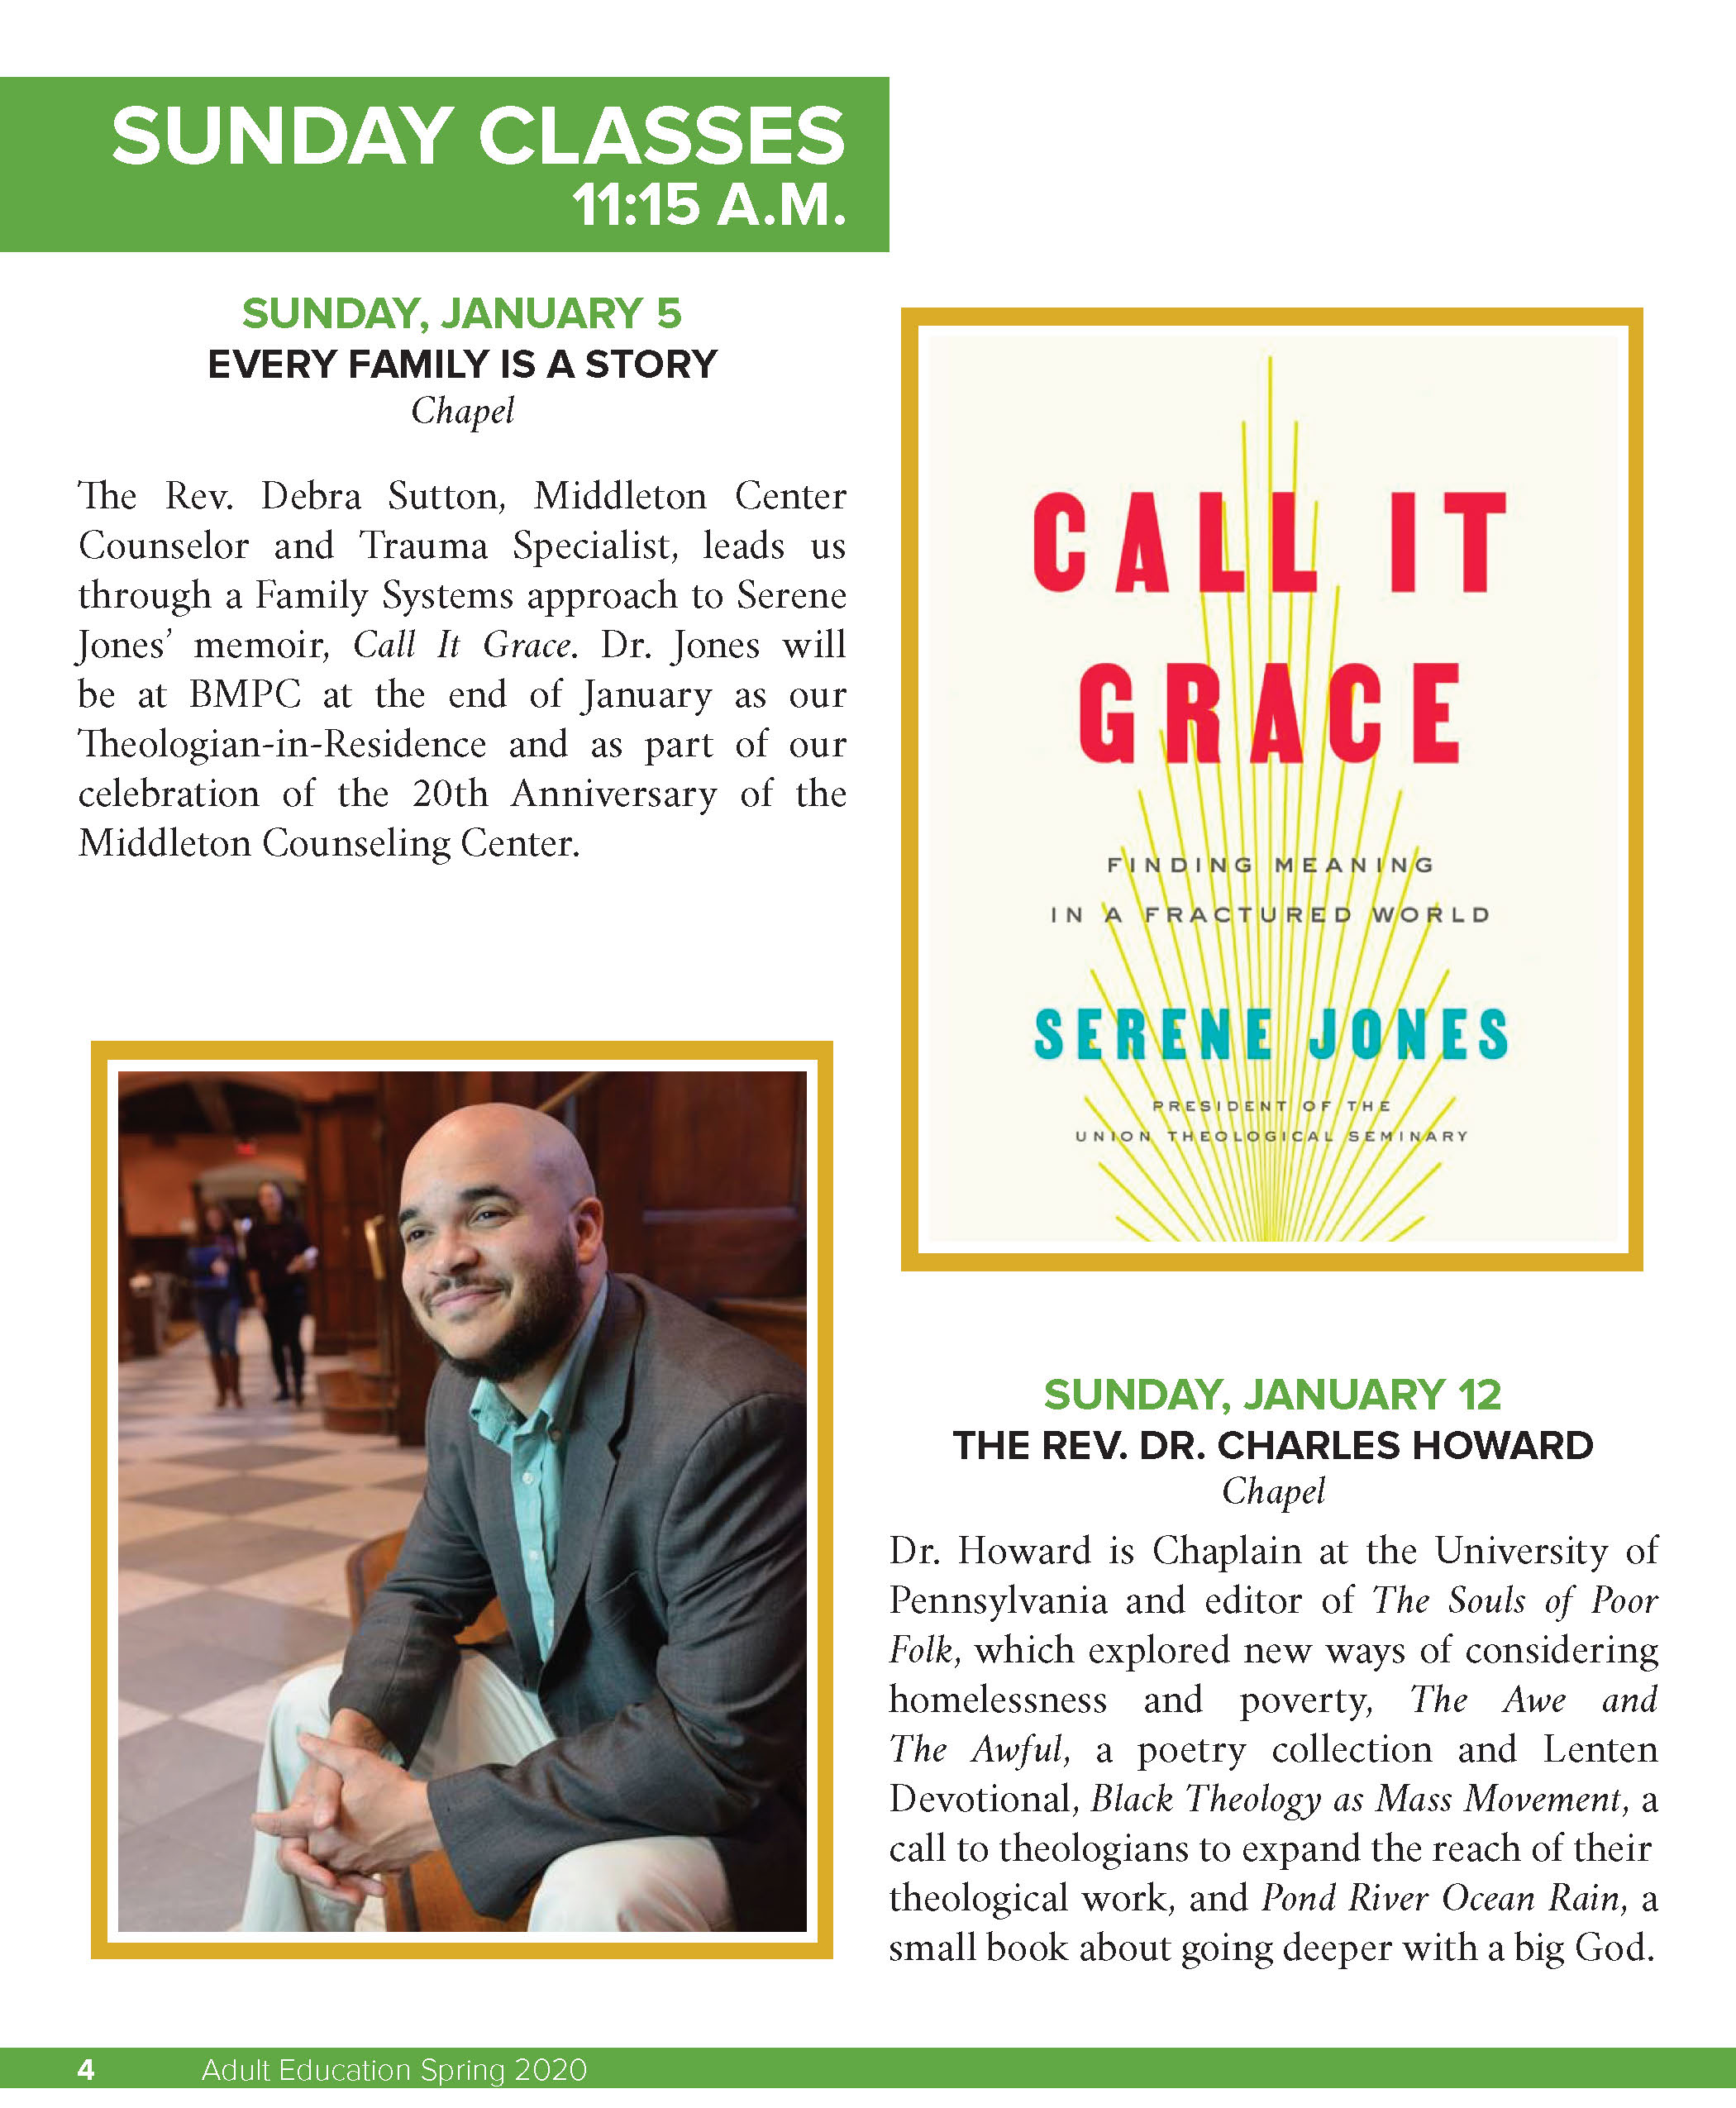 SUNDAY CLASSES
11:15 A.M.
SUNDAY, JANUARY 5
EVERY FAMILY IS A STORY
Chapel
The Rev. Debra Sutton, Middleton Center
Counselor and Trauma Specialist, leads us
through a Family Systems approach to Serene
Jones’ memoir, Call It Grace. Dr. Jones will
be at BMPC at the end of January as our
Theologian-in-Residence and as part of our
celebration of the 20th Anniversary of the
Middleton Counseling Center.
CALL IT
GRACE
FINDING MEANING
IN A FRACTURED WORLD
SERENE JONES
PRESIDENT OF THE
UNION THEOLOGICAL SEMINARY
SUNDAY, JANUARY 12
THE REV. DR. CHARLES HOWARD
Chapel
Dr. Howard is Chaplain at the University of
Pennsylvania and editor of The Souls of Poor
Folk, which explored new ways of considering
homelessness and poverty, The Awe and
The Awful, a poetry collection and Lenten
Devotional, Black Theology as Mass Movement, a
call to theologians to expand the reach of their
theological work, and Pond River Ocean Rain, a
small book about going deeper with a big God.
4 Adult Education Spring 2020